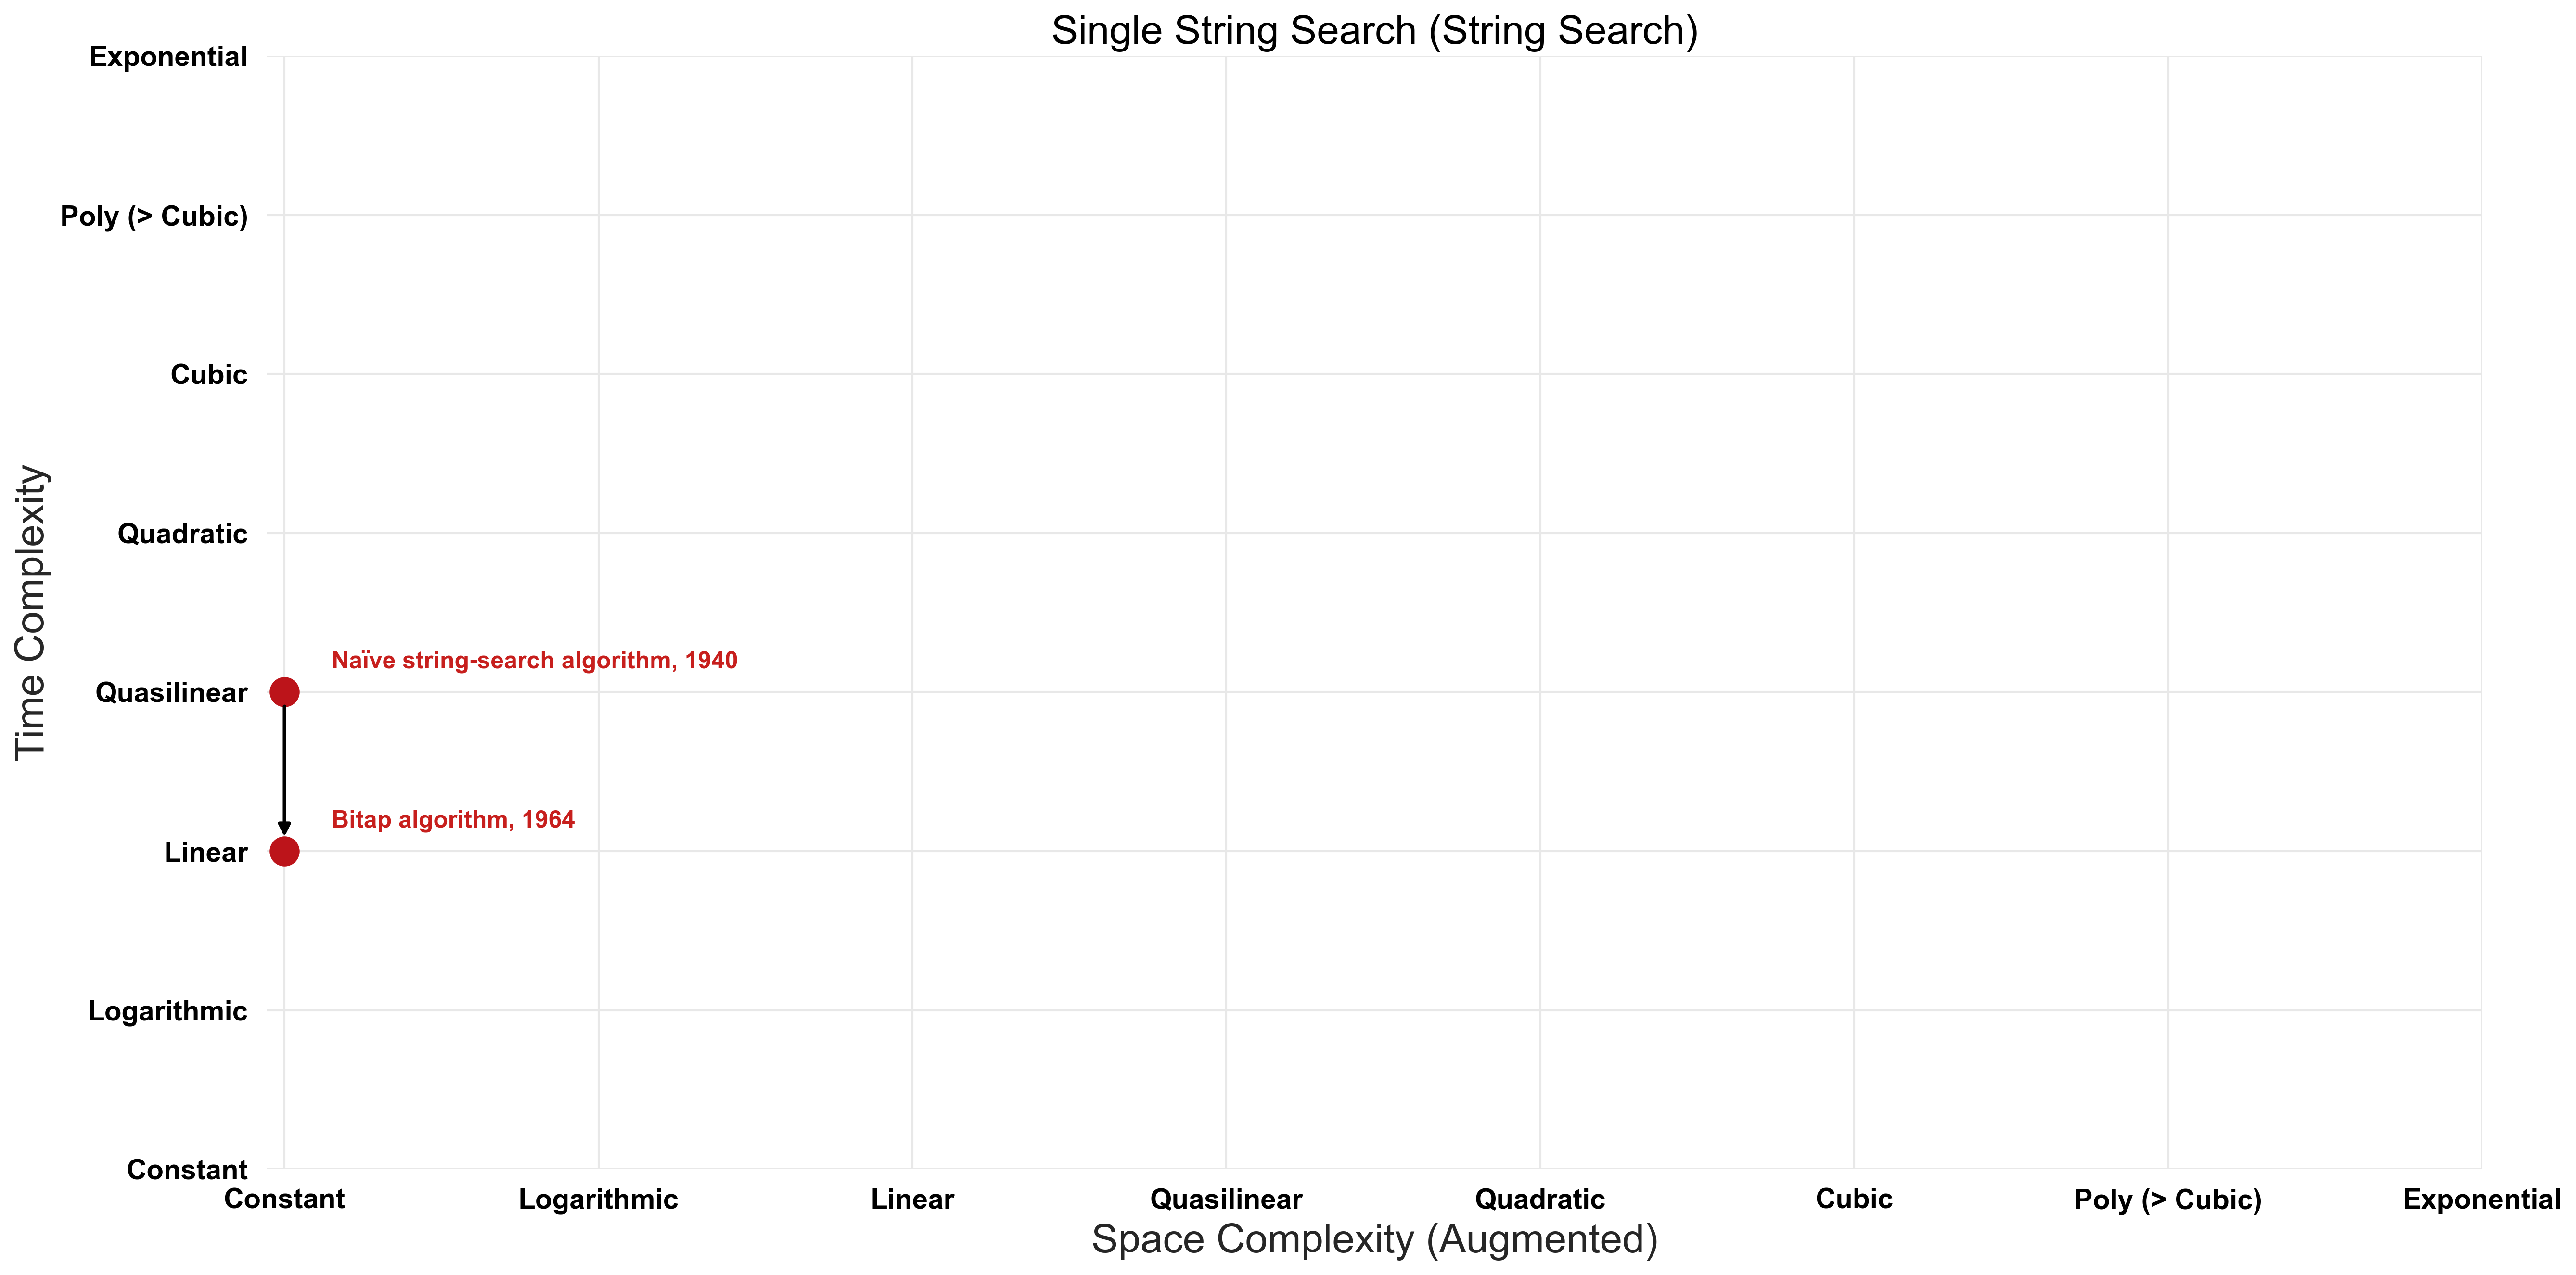 Single String Search (String Search)
Exponential
Poly (> Cubic)
Cubic
Quadratic
Quasilinear
Linear
Logarithmic
Constant
Time Complexity
Naïve string-search algorithm, 1940
Bitap algorithm, 1964
Constant
Logarithmic
Linear
Quasilinear
Quadratic
Cubic
Poly (> Cubic)
Exponential
Space Complexity (Augmented)